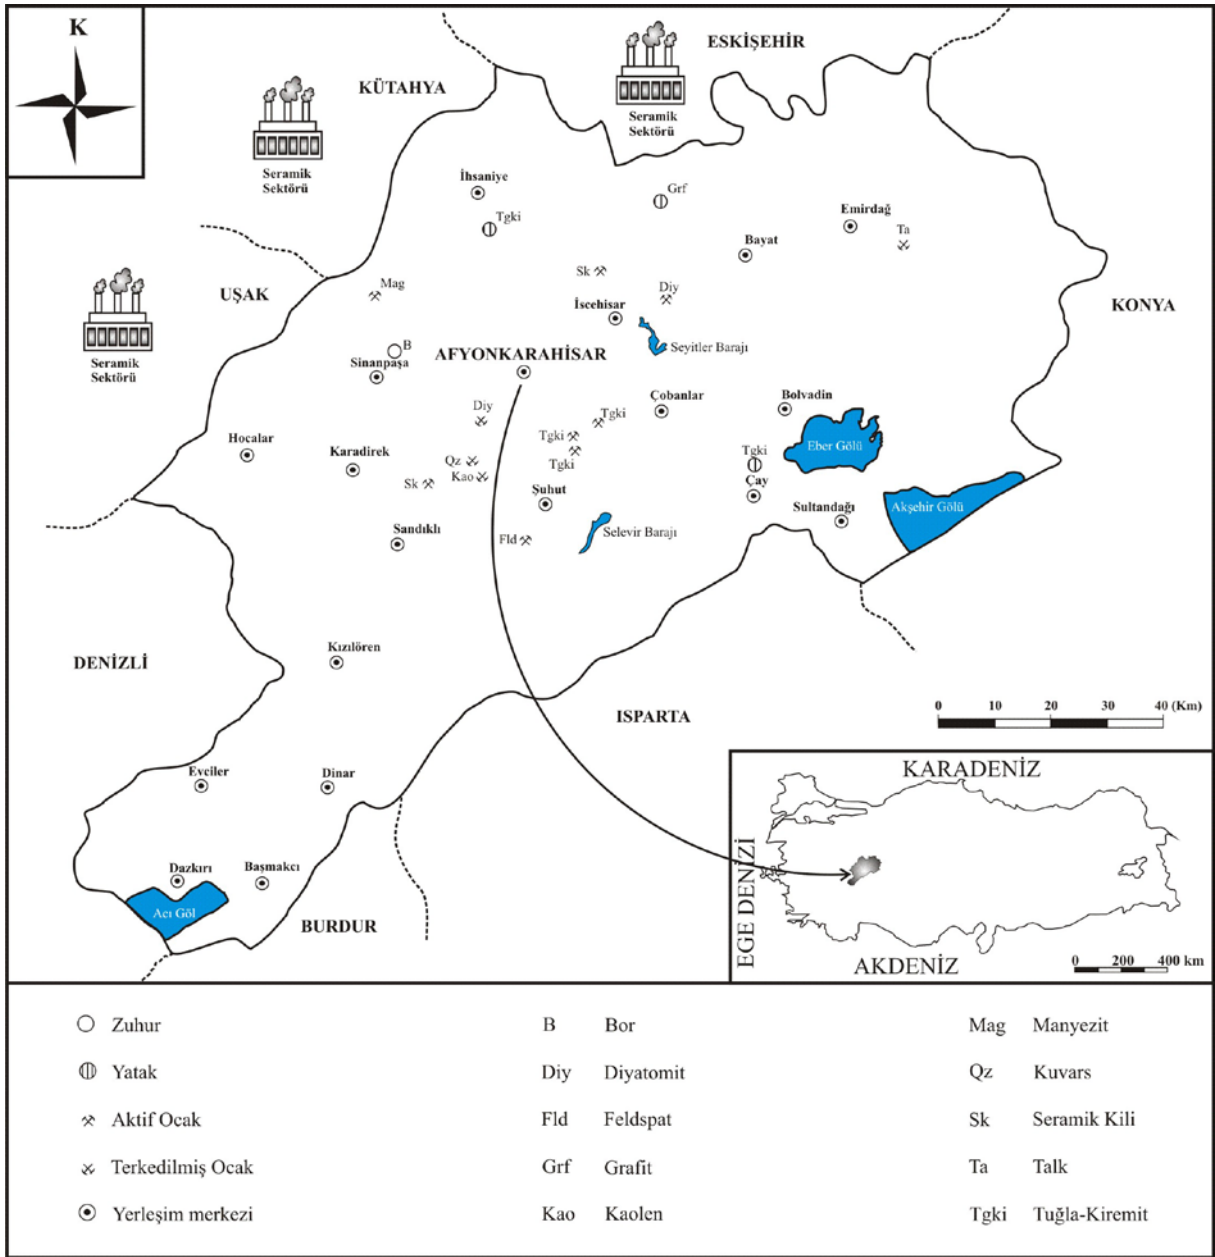 K
ESKİŞEHİR
KÜTAHYA
Seramik
Sektörü
Seramik
Sektörü
İhsaniye
Grf
Tgki
Emirdağ
Ta
Bayat
UŞAK
Mag
Sk
Diy
İscehisar
KONYA
Seramik
Sektörü
B
Sinanpaşa
AFYONKARAHİSAR
Seyitler Barajı
Diy
Tgki
Çobanlar
Bolvadin
Hocalar
Karadirek
Tgki
Tgki
Eber Gölü
Tgki
Qz
Kao
Sk
Şuhut
Çay
Sultandağı
Akşehir Gölü
Sandıklı
Fld
Selevir Barajı
DENİZLİ
Kızılören
ISPARTA
0 10 20 30 40 (Km)
Evciler
Dinar
Dazkırı
Başmakcı
Acı Göl
BURDUR
KARADENİZ
EGE DENİZİ
AKDENİZ
0 200 400 km
Zuhur
Yatak
Aktif Ocak
Terkedilmiş Ocak
Yerleşim merkezi
B Bor
Diy Diyatomit
Fld Feldspat
Grf Grafit
Kao Kaolen
Mag Manyezit
Qz Kuvars
Sk Seramik Kili
Ta Talk
Tgki Tuğla-Kiremit